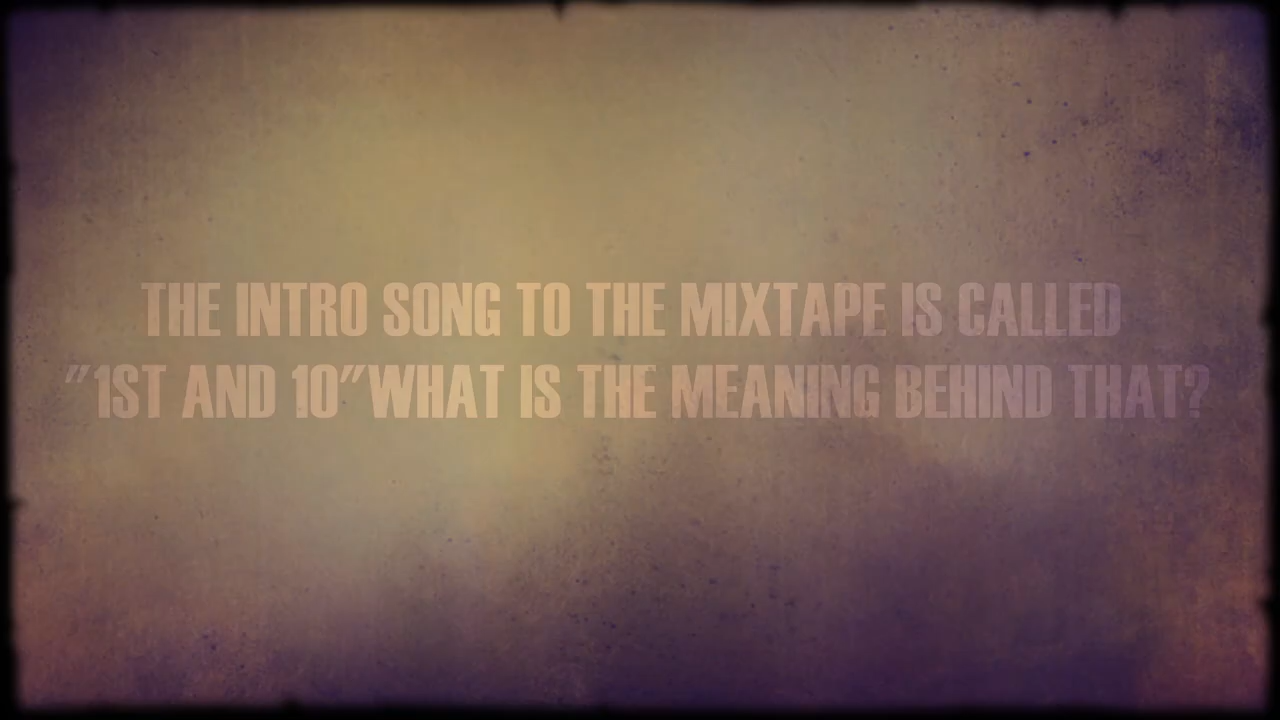 THE INTRO SONG TO THE MIXTAPE IS CALLED
"1ST AND 10"WHAT IS THE MEANING BEHIND THAT?